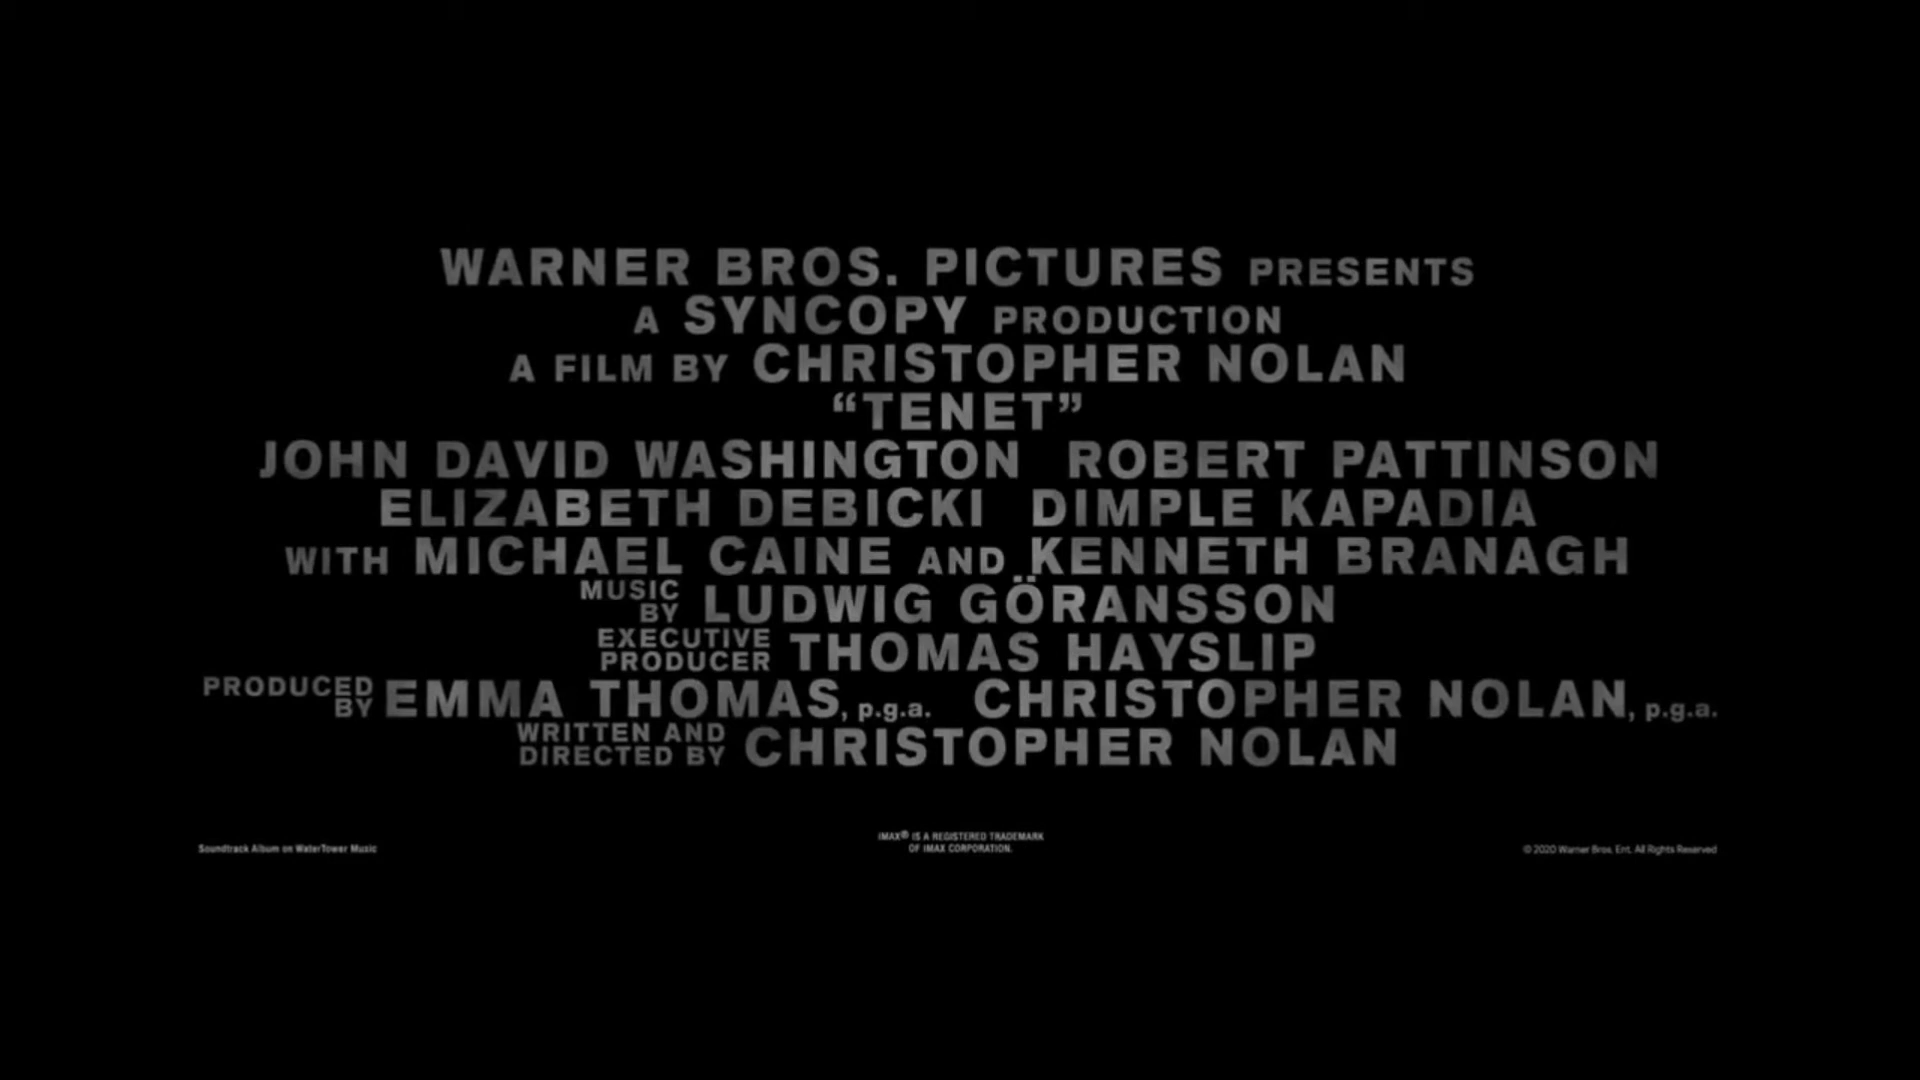 WARNER BROS. PICTURES PRESENTS
A SYNCOPY PRODUCTION
A FILM BY CHRISTOPHER NOLAN
“TENET”
JOHN DAVID WASHINGTON ROBERT PATTINSON
ELIZABETH DEBICKI DIMPLE KAPADIA
WITH MICHAEL CAINE AND KENNETH BRANAGH
MUSIC BY LUDWIG GÖRANSSON
EXECUTIVE PRODUCER THOMAS HAYSLIP
PRODUCED BY EMMA THOMAS, p.g.a. CHRISTOPHER NOLAN, p.g.a.
WRITTEN AND DIRECTED BY CHRISTOPHER NOLAN
Soundtrack Album on WaterTower Music
IMAX® IS A REGISTERED TRADEMARK
OF IMAX CORPORATION.
© 2020 Warner Bros. Ent. All Rights Reserved